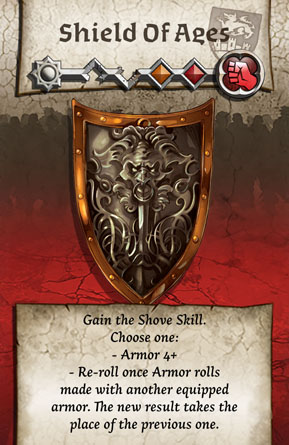 Shield Of Ages
Gain the Shove Skill.
Choose one:
- Armor 4+
- Re-roll once Armor rolls
made with another equipped
armor. The new result takes the
place of the previous one.